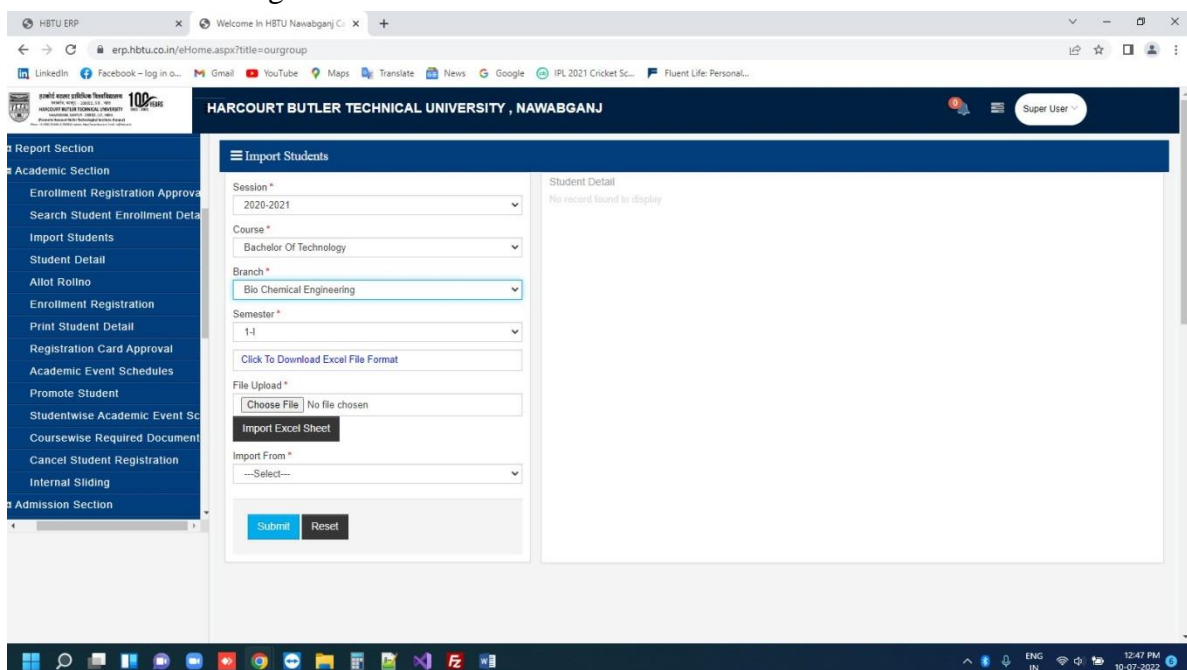 HBTU ERP
Welcome In HBTU Nawabganj Ca
erp.hbtu.co.in/eHome.aspx?title=ourgroup
LinkedIn Facebook – log in o... Gmail YouTube Maps Translate News Google IPL 2021 Cricket Sc... Fluent Life: Personal...
100 YEARS
HARCOURT BUTLER TECHNICAL UNIVERSITY , NAWABGANJ
0
Super User
Report Section
Academic Section
Enrollment Registration Approva
Search Student Enrollment Deta
Import Students
Student Detail
Allot Rollno
Enrollment Registration
Print Student Detail
Registration Card Approval
Academic Event Schedules
Promote Student
Studentwise Academic Event Sc
Coursewise Required Document
Cancel Student Registration
Internal Sliding
Admission Section
Import Students
Session *
2020-2021
Course *
Bachelor Of Technology
Branch *
Bio Chemical Engineering
Semester *
1-I
Click To Download Excel File Format
File Upload *
Choose File No file chosen
Import Excel Sheet
Import From *
---Select---
Submit Reset
Student Detail
No record found to display
ENG
IN
12:47 PM
10-07-2022
6